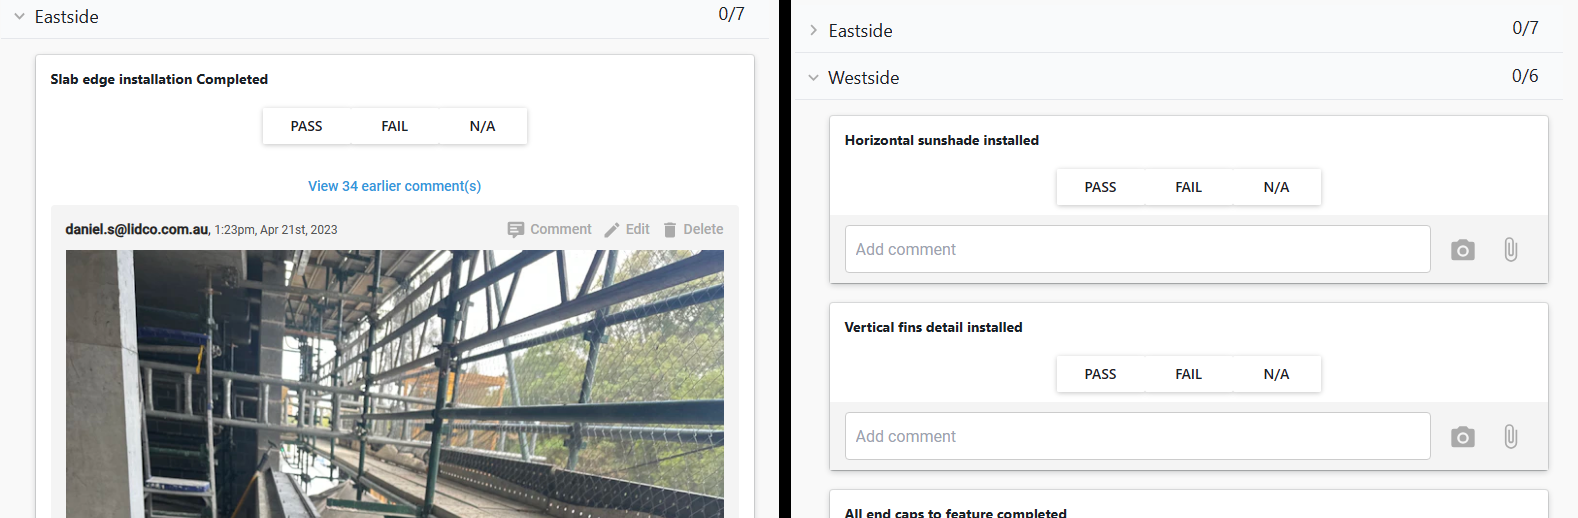 Eastside
0/7
Slab edge installation Completed
PASS
FAIL
N/A
View 34 earlier comment(s)
daniel.s@lidco.com.au, 1:23pm, Apr 21st, 2023
Comment
Edit
Delete
Eastside
0/7
Westside
0/6
Horizontal sunshade installed
PASS
FAIL
N/A
Add comment
Vertical fins detail installed
PASS
FAIL
N/A
Add comment
All end caps to feature completed